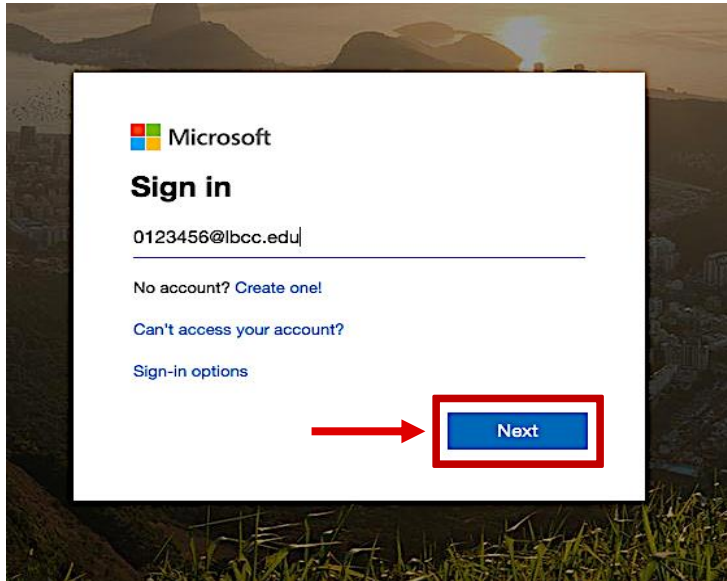 Microsoft
Sign in
0123456@lbcc.edu
No account? Create one!
Can't access your account?
Sign-in options
Next